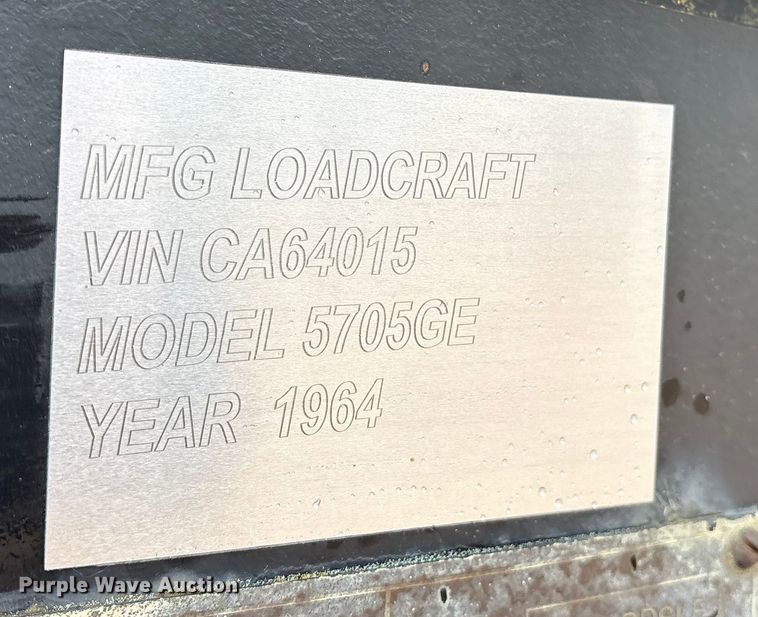 MFG LOADCRAFT
VIN CA64015
MODEL 5705GE
YEAR 1964
Purple Wave Auction